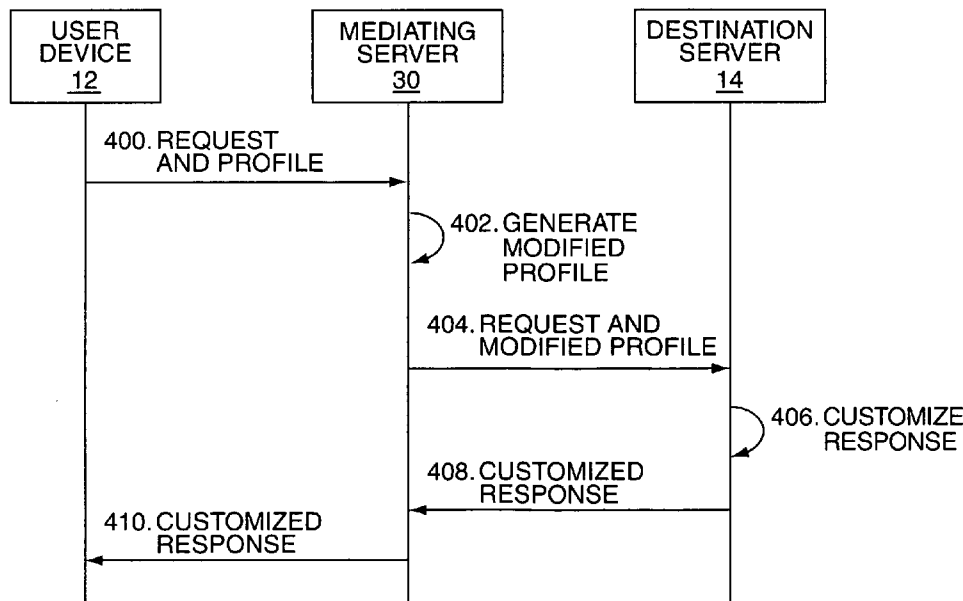 USER
DEVICE
12
MEDIATING
SERVER
30
DESTINATION
SERVER
14
400. REQUEST
AND PROFILE
402. GENERATE
MODIFIED
PROFILE
404. REQUEST AND
MODIFIED PROFILE
406. CUSTOMIZE
RESPONSE
408. CUSTOMIZED
RESPONSE
410. CUSTOMIZED
RESPONSE